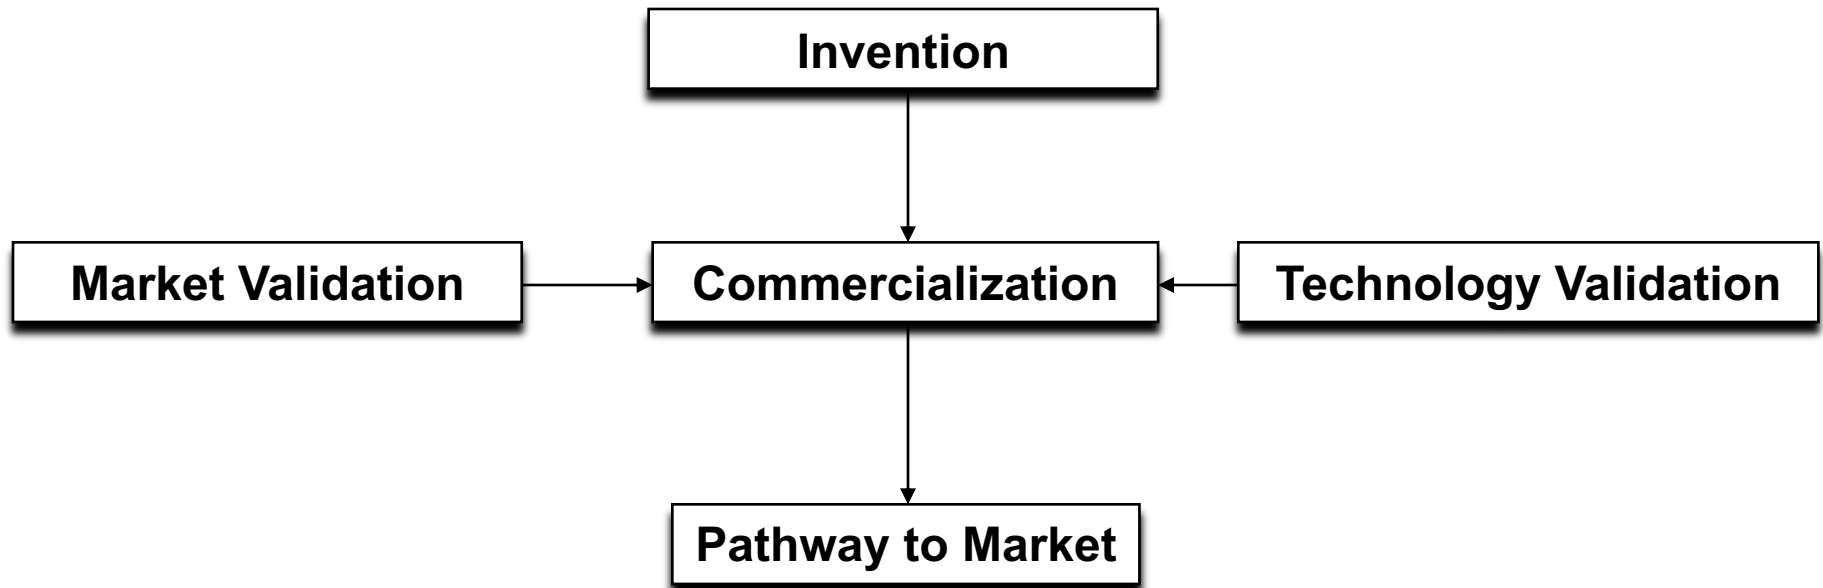 Invention
Market Validation
Commercialization
Technology Validation
Pathway to Market